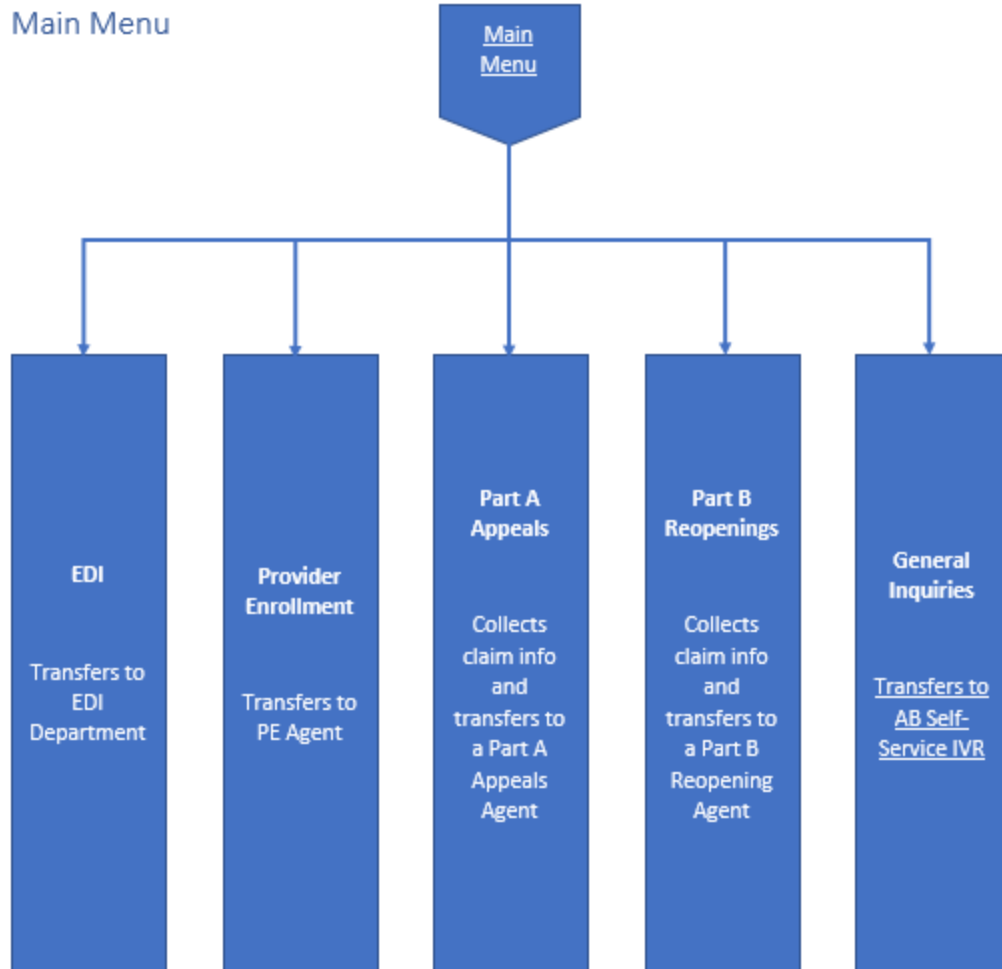 Main Menu
Main
Menu
EDI
Transfers to
EDI
Department
Provider
Enrollment
Transfers to
PE Agent
Part A
Appeals
Collects
claim info
and
transfers to
a Part A
Appeals
Agent
Part B
Reopenings
Collects
claim info
and
transfers to
a Part B
Reopening
Agent
General
Inquiries
Transfers to
AB Self-
Service IVR